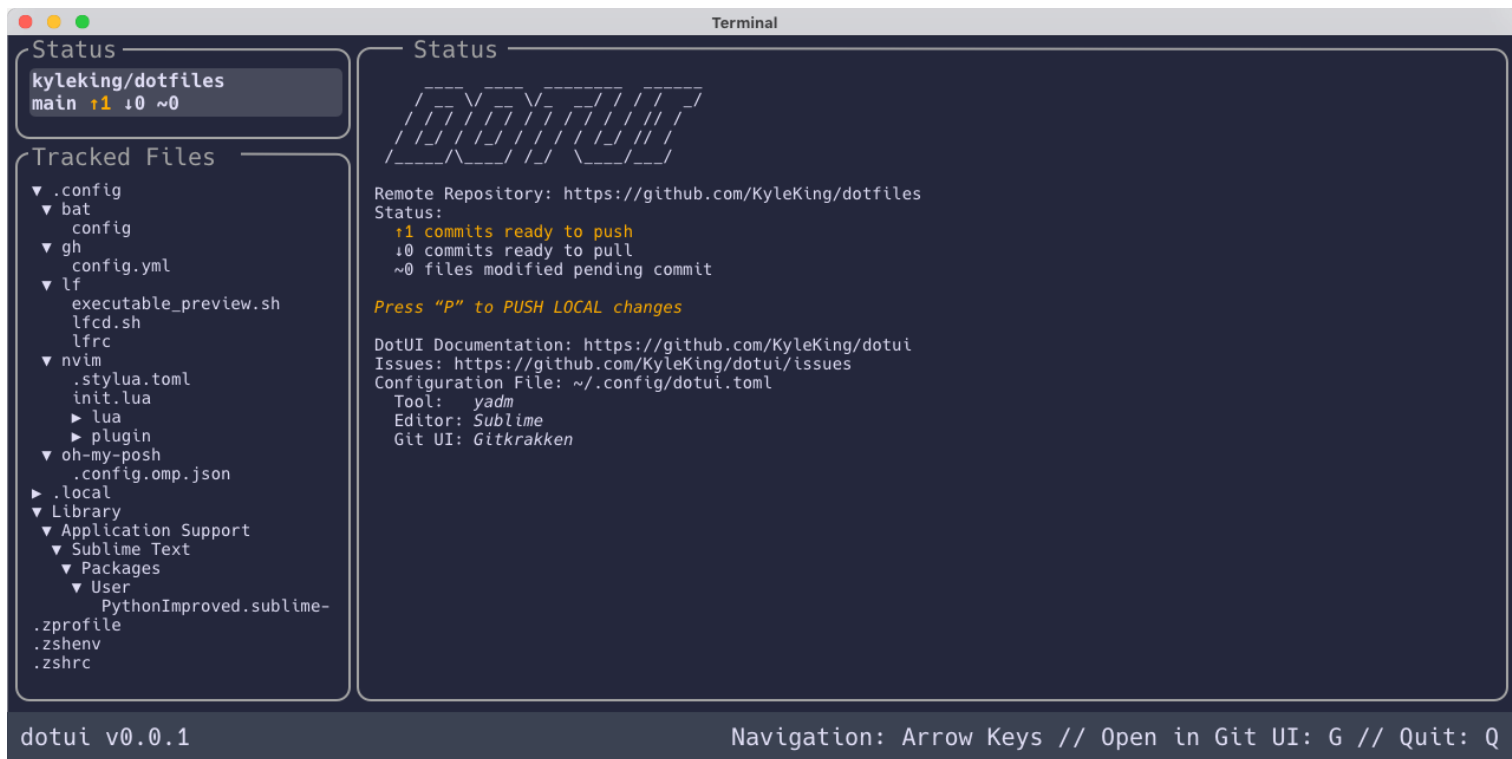 Terminal
Status
kyleking/dotfiles
main ↑1 ↓0 ~0
Tracked Files
▼ .config
▼ bat
config
▼ gh
config.yml
▼ lf
executable_preview.sh
lfcd.sh
lfrc
▼ nvim
.stylua.toml
init.lua
▶ lua
▶ plugin
▼ oh-my-posh
.config.omp.json
▶ .local
▼ Library
▼ Application Support
▼ Sublime Text
▼ Packages
▼ User
PythonImproved.sublime-
.zprofile
.zshenv
.zshrc
Status
DOTUI
Remote Repository: https://github.com/KyleKing/dotfiles
Status:
↑1 commits ready to push
↓0 commits ready to pull
~0 files modified pending commit
Press “P” to PUSH LOCAL changes
DotUI Documentation: https://github.com/KyleKing/dotui
Issues: https://github.com/KyleKing/dotui/issues
Configuration File: ~/.config/dotui.toml
Tool: yadm
Editor: Sublime
Git UI: Gitkrakken
dotui v0.0.1
Navigation: Arrow Keys // Open in Git UI: G // Quit: Q